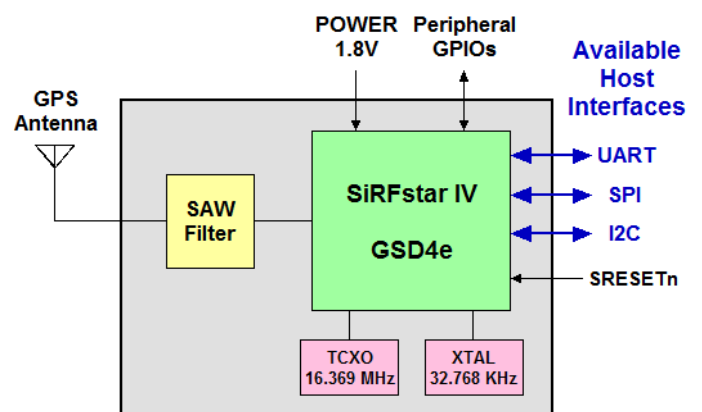 POWER
1.8V
Peripheral
GPIOs
Available
Host
Interfaces
GPS
Antenna
UART
SiRFstar IV
SPI
SAW
Filter
I2C
GSD4e
SRESETn
TCXO
16.369 MHz
XTAL
32.768 KHz